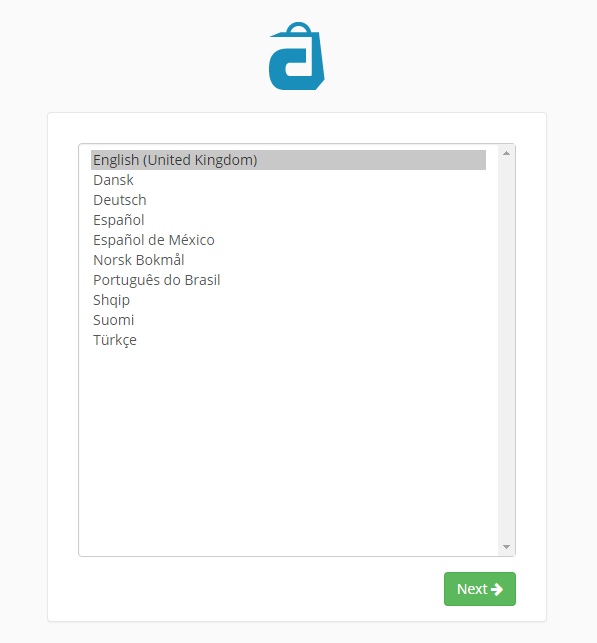 English (United Kingdom)
Dansk
Deutsch
Español
Español de México
Norsk Bokmål
Português do Brasil
Shqip
Suomi
Türkçe
Next